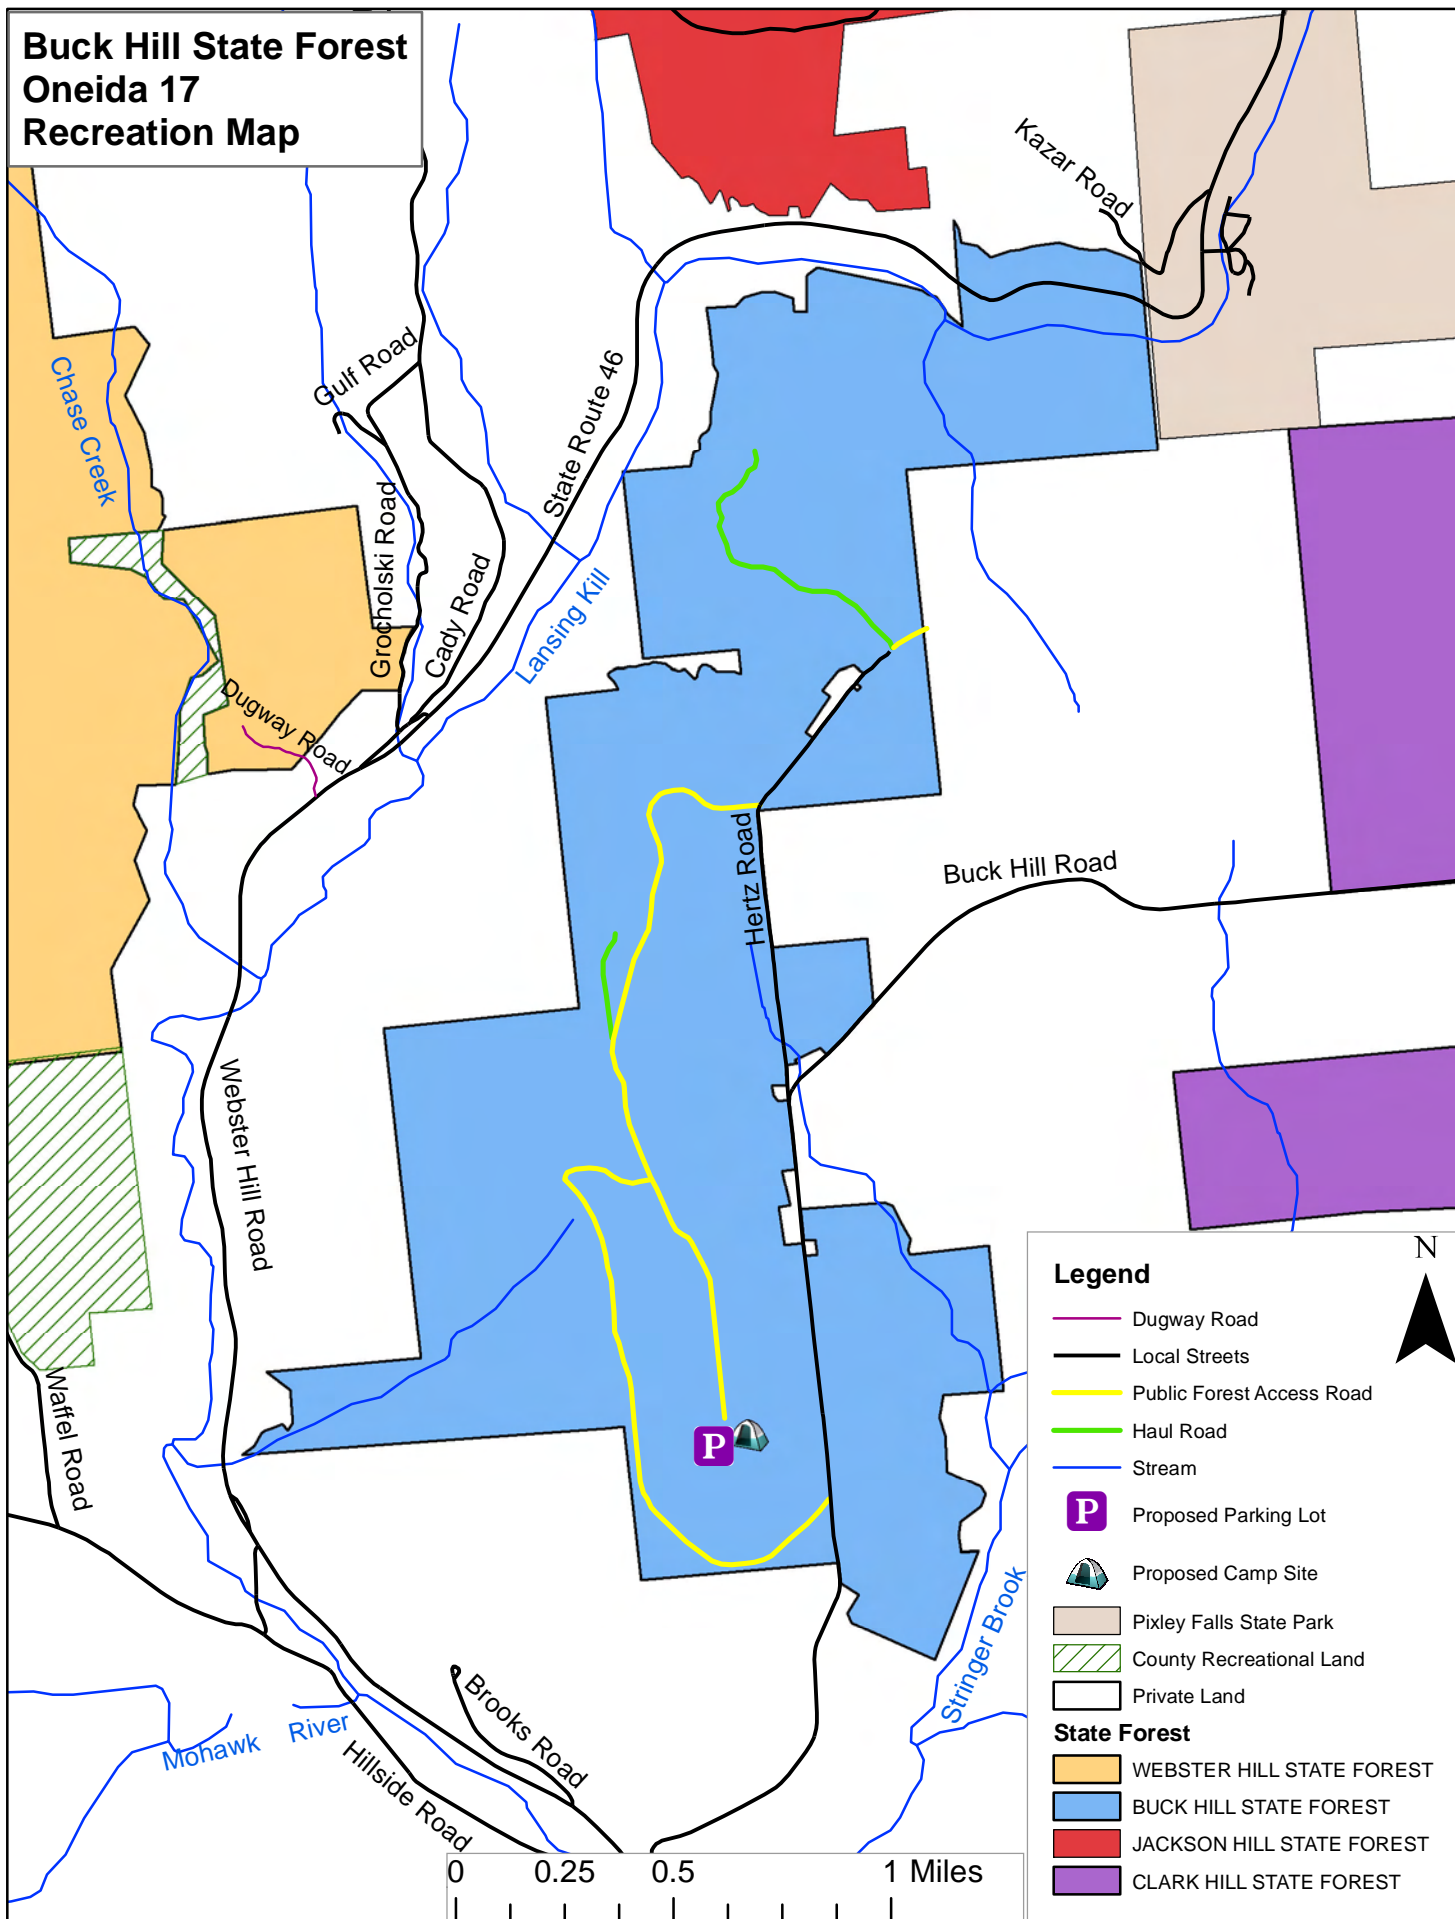 Buck Hill State Forest
Oneida 17
Recreation Map
Kazar Road
Gulf Road
State Route 46
Chase Creek
Grocholski Road
Cady Road
Lansing Kill
Dugway Road
Hertz Road
Buck Hill Road
Webster Hill Road
Waffel Road
P
Stringer Brook
Brooks Road
Mohawk River
Hillside Road
N
Legend
Dugway Road
Local Streets
Public Forest Access Road
Haul Road
Stream
P Proposed Parking Lot
Proposed Camp Site
Pixley Falls State Park
County Recreational Land
Private Land
State Forest
WEBSTER HILL STATE FOREST
BUCK HILL STATE FOREST
JACKSON HILL STATE FOREST
CLARK HILL STATE FOREST
0 0.25 0.5 1 Miles